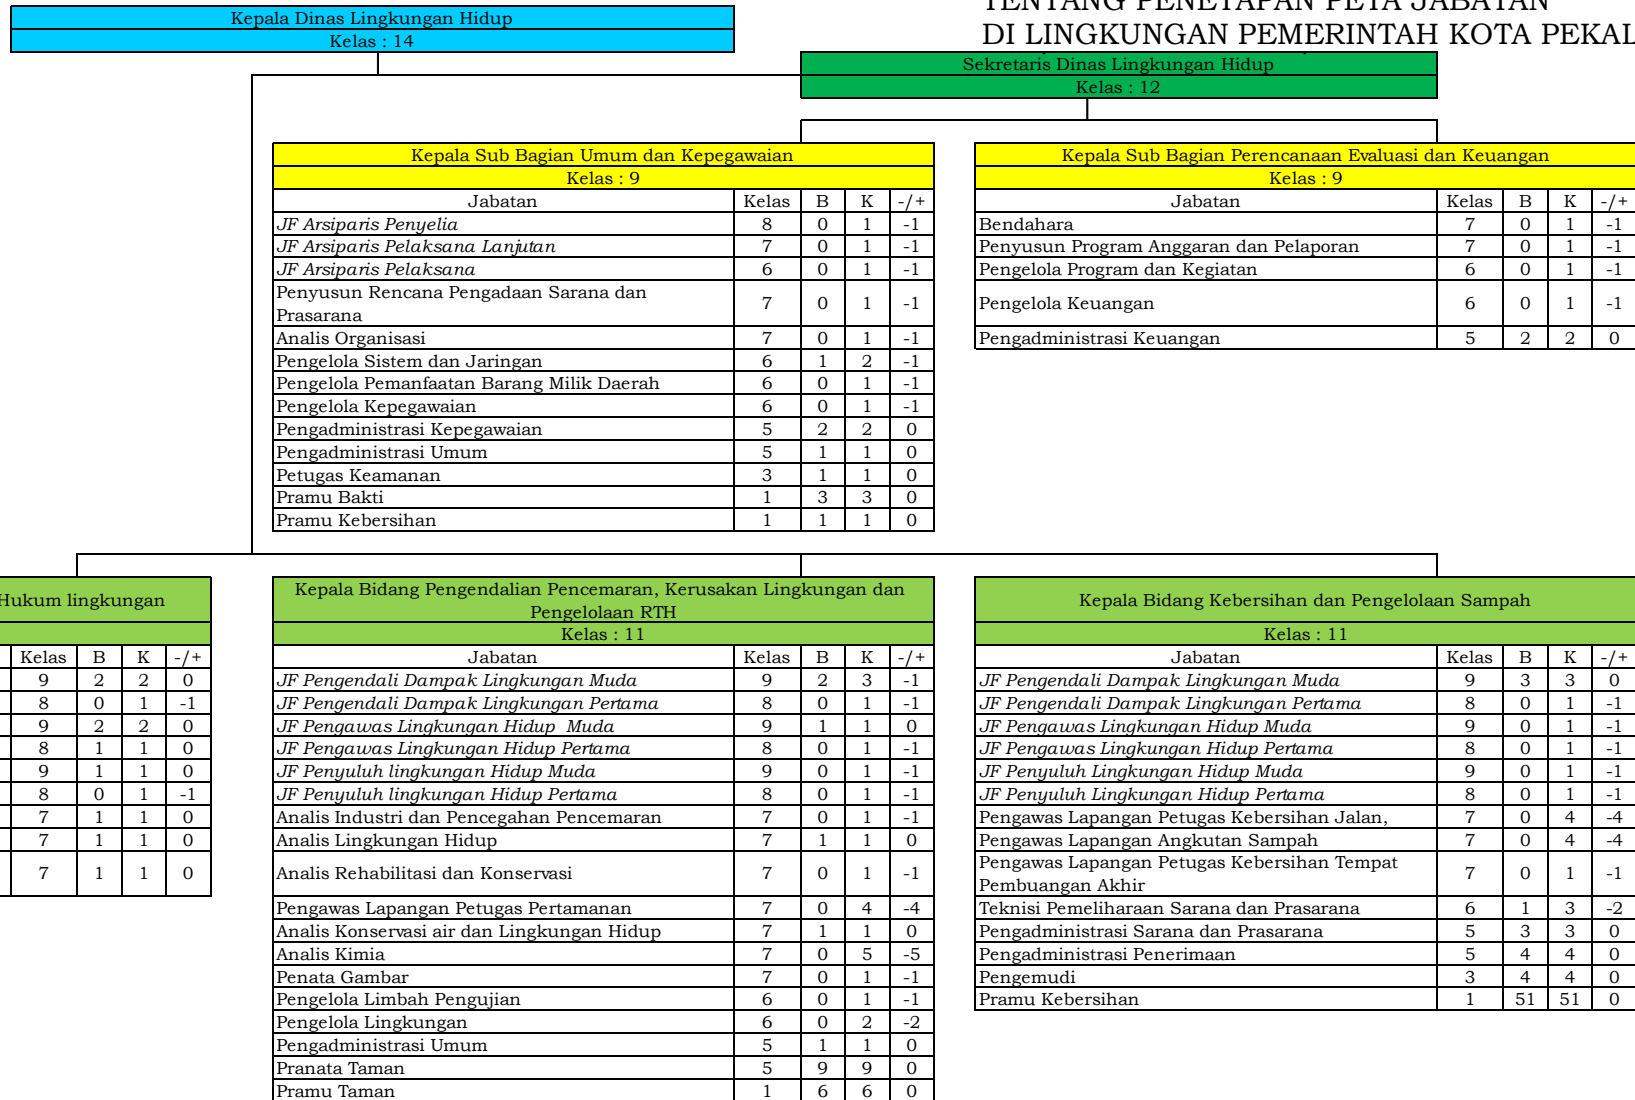 TENTANG PENETAPAN PETA JABATAN
DI LINGKUNGAN PEMERINTAH KOTA PEKAL
Kepala Dinas Lingkungan Hidup
Kelas : 14
Sekretaris Dinas Lingkungan Hidup
Kelas : 12
Kepala Sub Bagian Umum dan Kepegawaian
Kelas : 9
Jabatan Kelas B K -/+
JF Arsiparis Penyelia 8 0 1 -1
JF Arsiparis Pelaksana Lanjutan 7 0 1 -1
JF Arsiparis Pelaksana 6 0 1 -1
Penyusun Rencana Pengadaan Sarana dan
Prasarana 7 0 1 -1
Analis Organisasi 7 0 1 -1
Pengelola Sistem dan Jaringan 6 1 2 -1
Pengelola Pemanfaatan Barang Milik Daerah 6 0 1 -1
Pengelola Kepegawaian 6 0 1 -1
Pengadministrasi Kepegawaian 5 2 2 0
Pengadministrasi Umum 5 1 1 0
Petugas Keamanan 3 1 1 0
Pramu Bakti 1 3 3 0
Pramu Kebersihan 1 1 1 0
Kepala Sub Bagian Perencanaan Evaluasi dan Keuangan
Kelas : 9
Jabatan Kelas B K -/+
Bendahara 7 0 1 -1
Penyusun Program Anggaran dan Pelaporan 7 0 1 -1
Pengelola Program dan Kegiatan 6 0 1 -1
Pengelola Keuangan 6 0 1 -1
Pengadministrasi Keuangan 5 2 2 0
Hukum lingkungan
Kelas B K -/+
9 2 2 0
8 0 1 -1
9 2 2 0
8 1 1 0
9 1 1 0
8 0 1 -1
7 1 1 0
7 1 1 0
7 1 1 0
Kepala Bidang Pengendalian Pencemaran, Kerusakan Lingkungan dan
Pengelolaan RTH
Kelas : 11
Jabatan Kelas B K -/+
JF Pengendali Dampak Lingkungan Muda 9 2 3 -1
JF Pengendali Dampak Lingkungan Pertama 8 0 1 -1
JF Pengawas Lingkungan Hidup  Muda 9 1 1 0
JF Pengawas Lingkungan Hidup Pertama 8 0 1 -1
JF Penyuluh lingkungan Hidup Muda 9 0 1 -1
JF Penyuluh lingkungan Hidup Pertama 8 0 1 -1
Analis Industri dan Pencegahan Pencemaran 7 0 1 -1
Analis Lingkungan Hidup 7 1 1 0
Analis Rehabilitasi dan Konservasi 7 0 1 -1
Pengawas Lapangan Petugas Pertamanan 7 0 4 -4
Analis Konservasi air dan Lingkungan Hidup 7 1 1 0
Analis Kimia 7 0 5 -5
Penata Gambar 7 0 1 -1
Pengelola Limbah Pengujian 6 0 1 -1
Pengelola Lingkungan 6 0 2 -2
Pengadministrasi Umum 5 1 1 0
Pranata Taman 5 9 9 0
Pramu Taman 1 6 6 0
Kepala Bidang Kebersihan dan Pengelolaan Sampah
Kelas : 11
Jabatan Kelas B K -/+
JF Pengendali Dampak Lingkungan Muda 9 3 3 0
JF Pengendali Dampak Lingkungan Pertama 8 0 1 -1
JF Pengawas Lingkungan Hidup Muda 9 0 1 -1
JF Pengawas Lingkungan Hidup Pertama 8 0 1 -1
JF Penyuluh Lingkungan Hidup Muda 9 0 1 -1
JF Penyuluh Lingkungan Hidup Pertama 8 0 1 -1
Pengawas Lapangan Petugas Kebersihan Jalan, 7 0 4 -4
Pengawas Lapangan Angkutan Sampah 7 0 4 -4
Pengawas Lapangan Petugas Kebersihan Tempat
Pembuangan Akhir 7 0 1 -1
Teknisi Pemeliharaan Sarana dan Prasarana 6 1 3 -2
Pengadministrasi Sarana dan Prasarana 5 3 3 0
Pengadministrasi Penerimaan 5 4 4 0
Pengemudi 3 4 4 0
Pramu Kebersihan 1 51 51 0